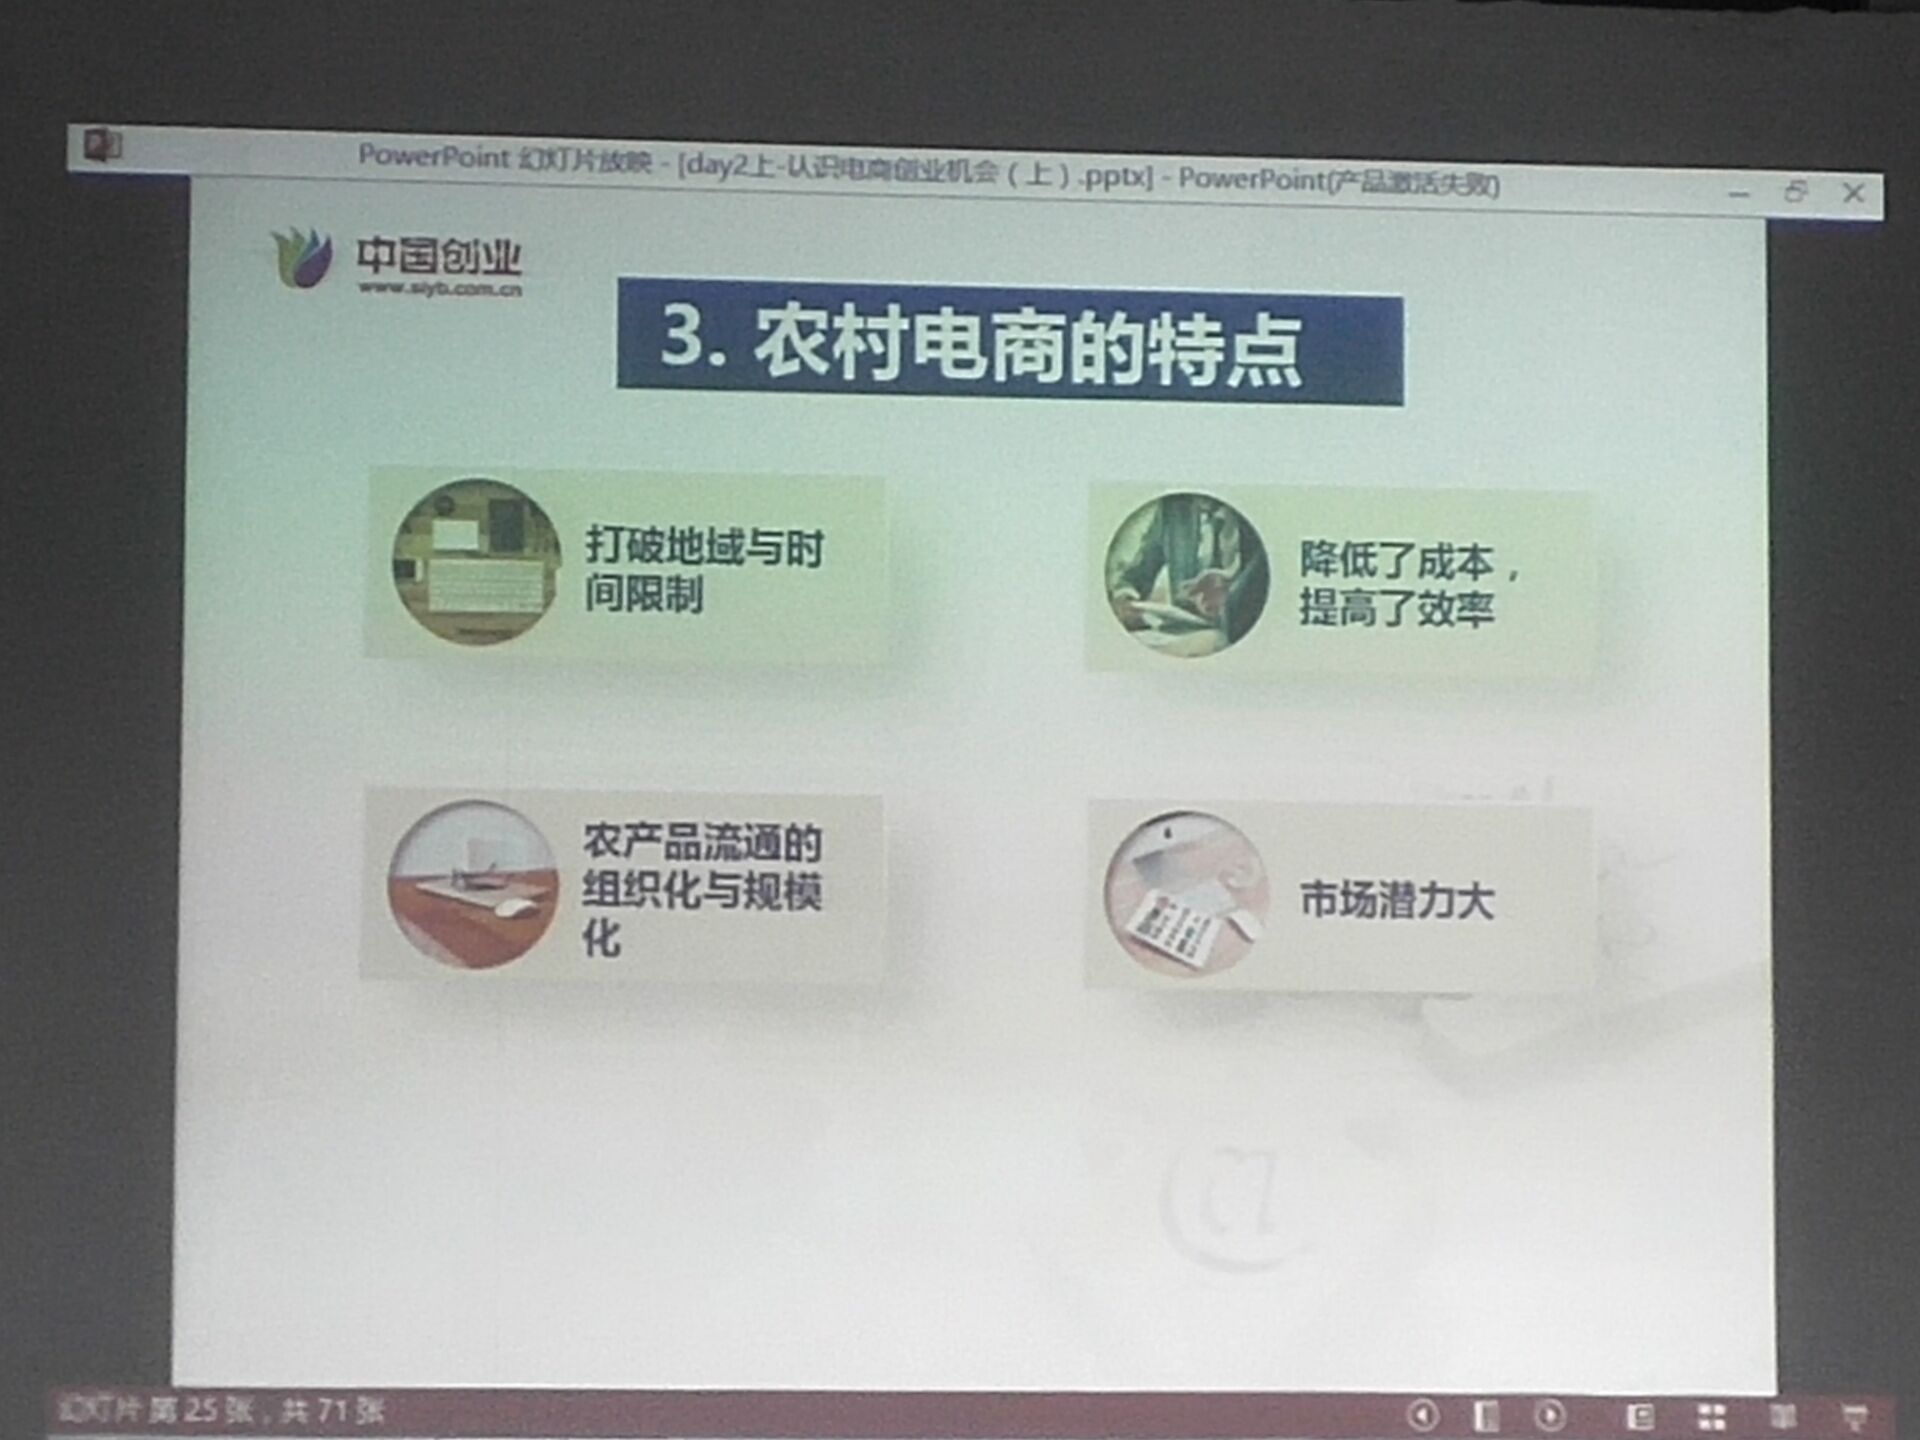 PowerPoint 幻灯片放映 - [day2上-认识电商创业机会（上）.pptx] - PowerPoint(产品激活失败)
中国创业
www.siyb.com.cn
3. 农村电商的特点
打破地域与时
间限制
降低了成本，
提高了效率
农产品流通的
组织化与规模
化
市场潜力大
幻灯片 第 25 张，共 71 张